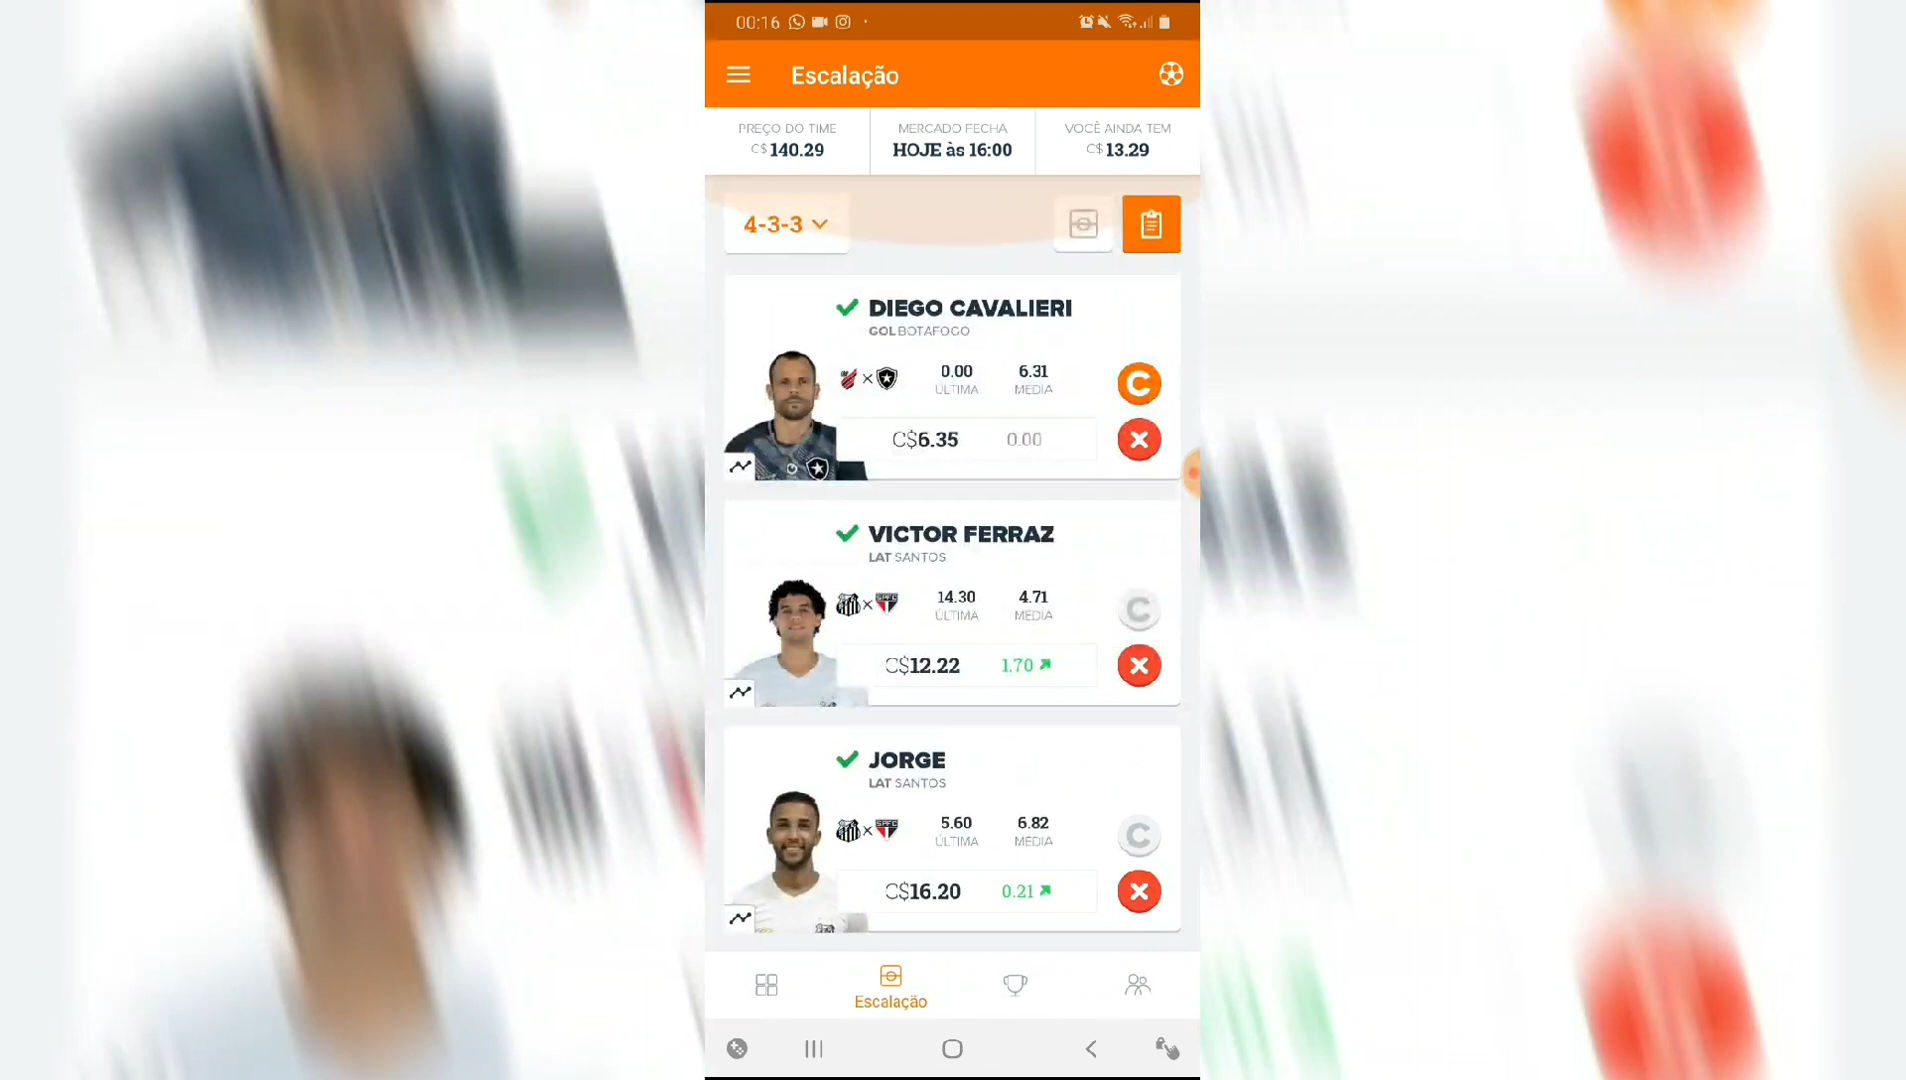 00:16
Escalação
PREÇO DO TIME
C$ 140.29
MERCADO FECHA
HOJE às 16:00
VOCÊ AINDA TEM
C$ 13.29
4-3-3
DIEGO CAVALIERI
GOL BOTAFOGO
0.00
ÚLTIMA
6.31
MÉDIA
C
C$6.35
0.00
VICTOR FERRAZ
LAT SANTOS
14.30
ÚLTIMA
4.71
MÉDIA
C
C$12.22
1.70
JORGE
LAT SANTOS
5.60
ÚLTIMA
6.82
MÉDIA
C
C$16.20
0.21
Escalação